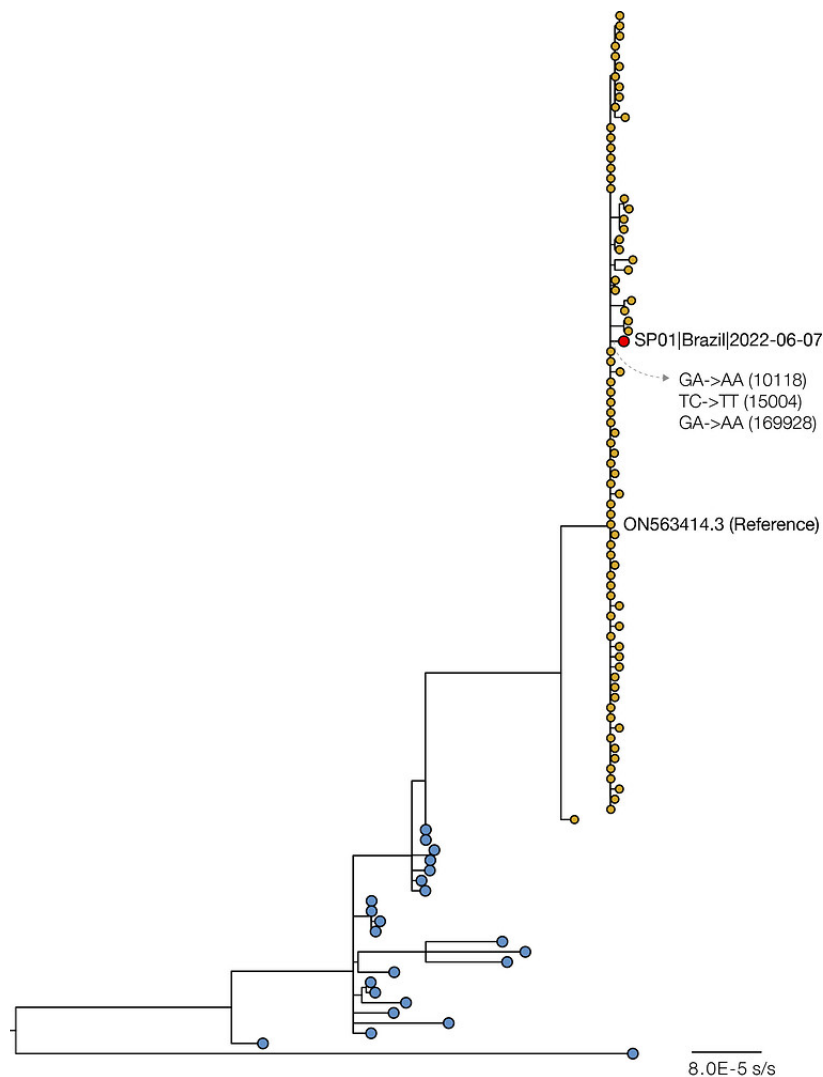 SP01|Brazil|2022-06-07
GA->AA (10118)
TC->TT (15004)
GA->AA (169928)
ON563414.3 (Reference)
8.0E-5 s/s